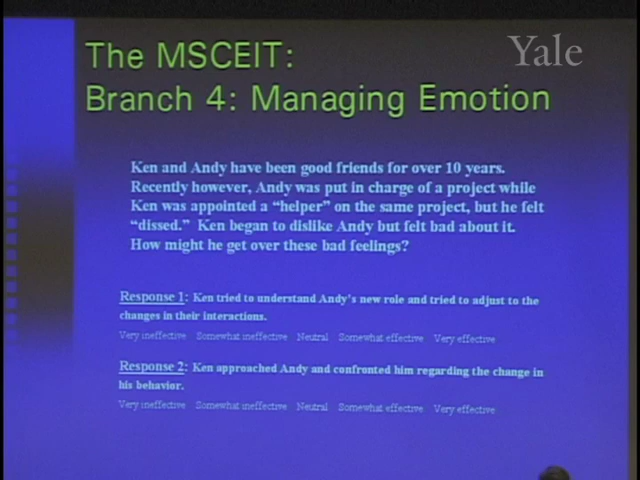 The MSCEIT:
Yale
Branch 4: Managing Emotion
Ken and Andy have been good friends for over 10 years.
Recently however, Andy was put in charge of a project while
Ken was appointed a “helper” on the same project, but he felt
“dissed.” Ken began to dislike Andy but felt bad about it.
How might he get over these bad feelings?
Response 1: Ken tried to understand Andy's new role and tried to adjust to the
changes in their interactions.
Very ineffective Somewhat ineffective Neutral Somewhat effective Very effective
Response 2: Ken approached Andy and confronted him regarding the change in
his behavior.
Very ineffective Somewhat ineffective Neutral Somewhat effective Very effective